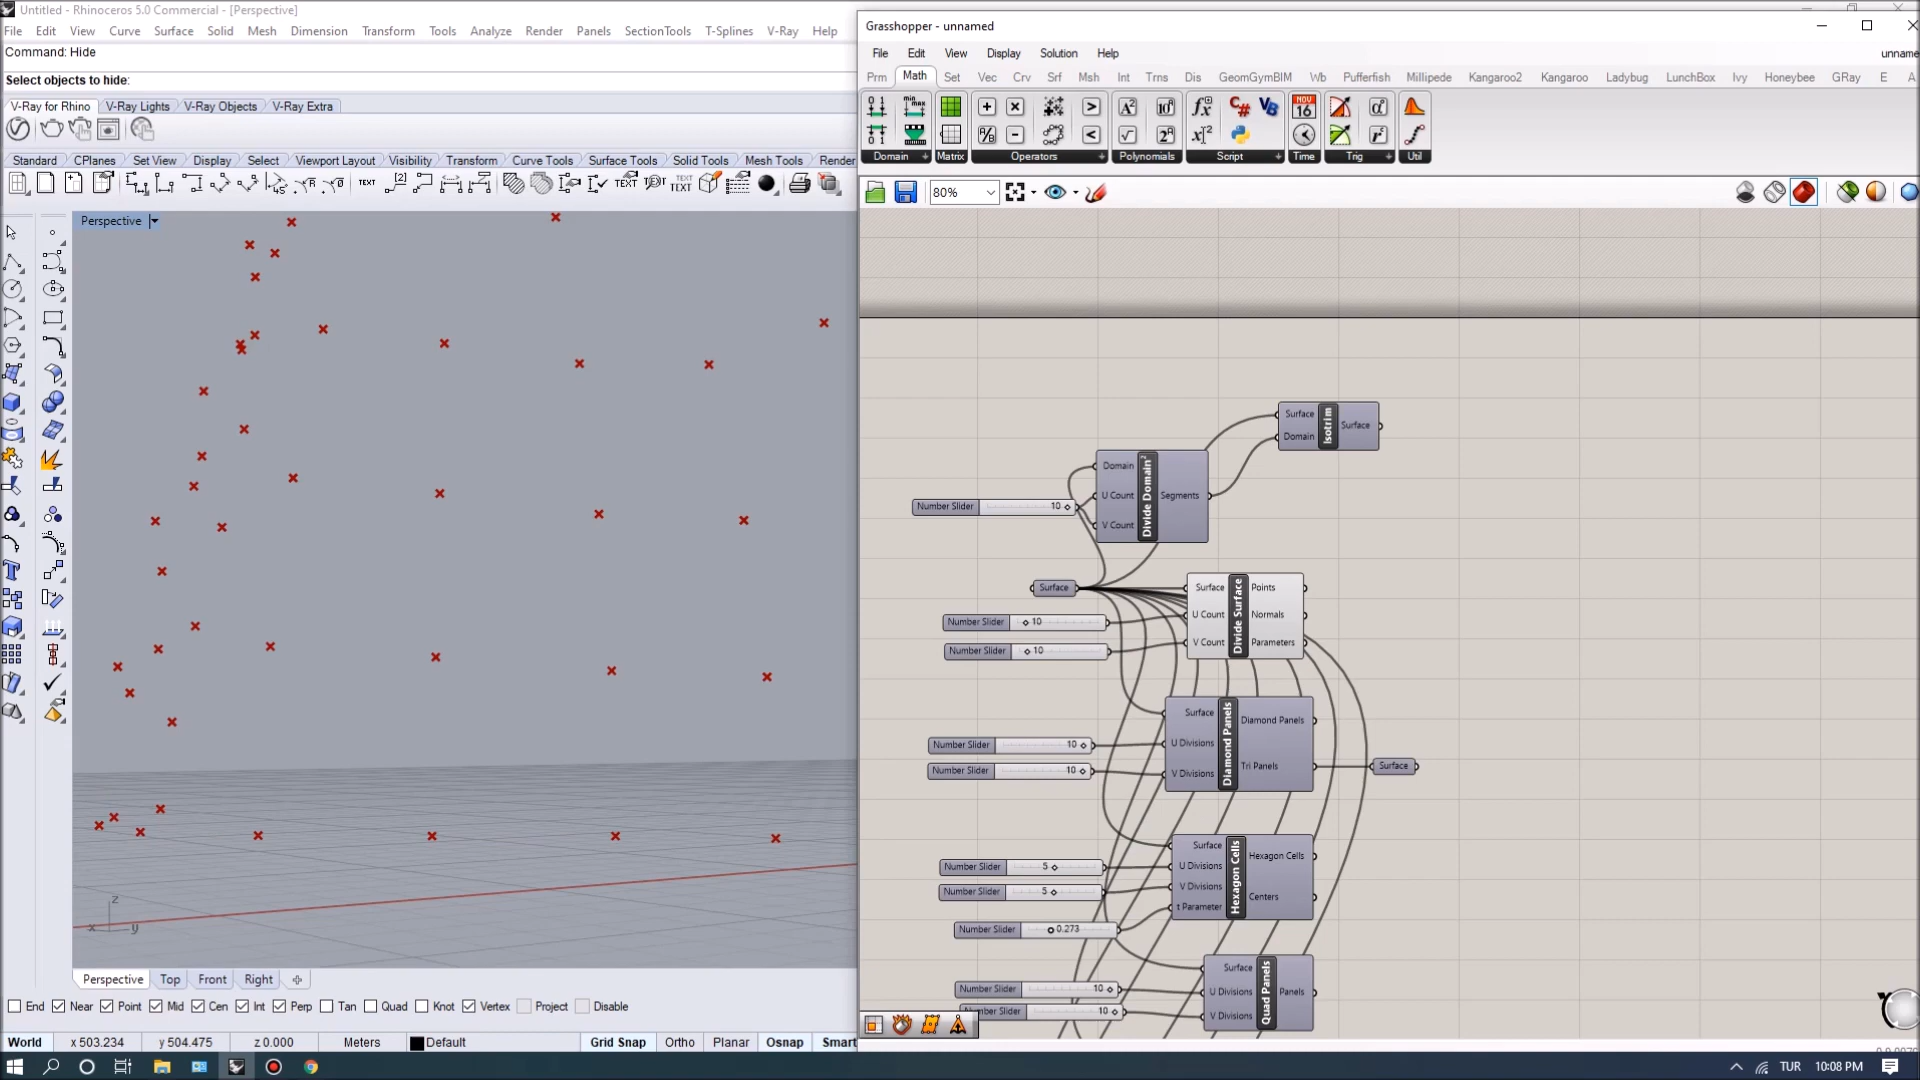 Untitled - Rhinoceros 5.0 Commercial - [Perspective]
File Edit View Curve Surface Solid Mesh Dimension Transform Tools Analyze Render Panels SectionTools T-Splines V-Ray Help
Command: Hide
Select objects to hide:
V-Ray for Rhino V-Ray Lights V-Ray Objects V-Ray Extra
Standard CPlanes Set View Display Select Viewport Layout Visibility Transform Curve Tools Surface Tools Solid Tools Mesh Tools Render
Perspective
z
x y
Perspective Top Front Right
End Near Point Mid Cen Int Perp Tan Quad Knot Vertex Project Disable
World x 503.234 y 504.475 z 0.000 Meters Default Grid Snap Ortho Planar Osnap Smart
Grasshopper - unnamed
File Edit View Display Solution Help unname
Prm Math Set Vec Crv Srf Msh Int Trns Dis GeomGymBIM Wb Pufferfish Millipede Kangaroo2 Kangaroo Ladybug LunchBox Ivy Honeybee GRay E A
Domain Matrix Operators Polynomials Script Time Trig Util
80%
Surface
Domain
Isotrim
Surface
Domain
U Count
V Count
Divide Domain²
Segments
Number Slider 10
Surface
Surface
U Count
V Count
Divide Surface
Points
Normals
Parameters
Number Slider 10
Number Slider 10
Surface
U Divisions
V Divisions
Diamond Panels
Diamond Panels
Tri Panels
Number Slider 10
Number Slider 10
Surface
Surface
U Divisions
V Divisions
t Parameter
Hexagon Cells
Hexagon Cells
Centers
Number Slider 5
Number Slider 5
Number Slider 0.273
Surface
U Divisions
V Divisions
Quad Panels
Panels
Number Slider 10
Number Slider 10
TUR 10:08 PM